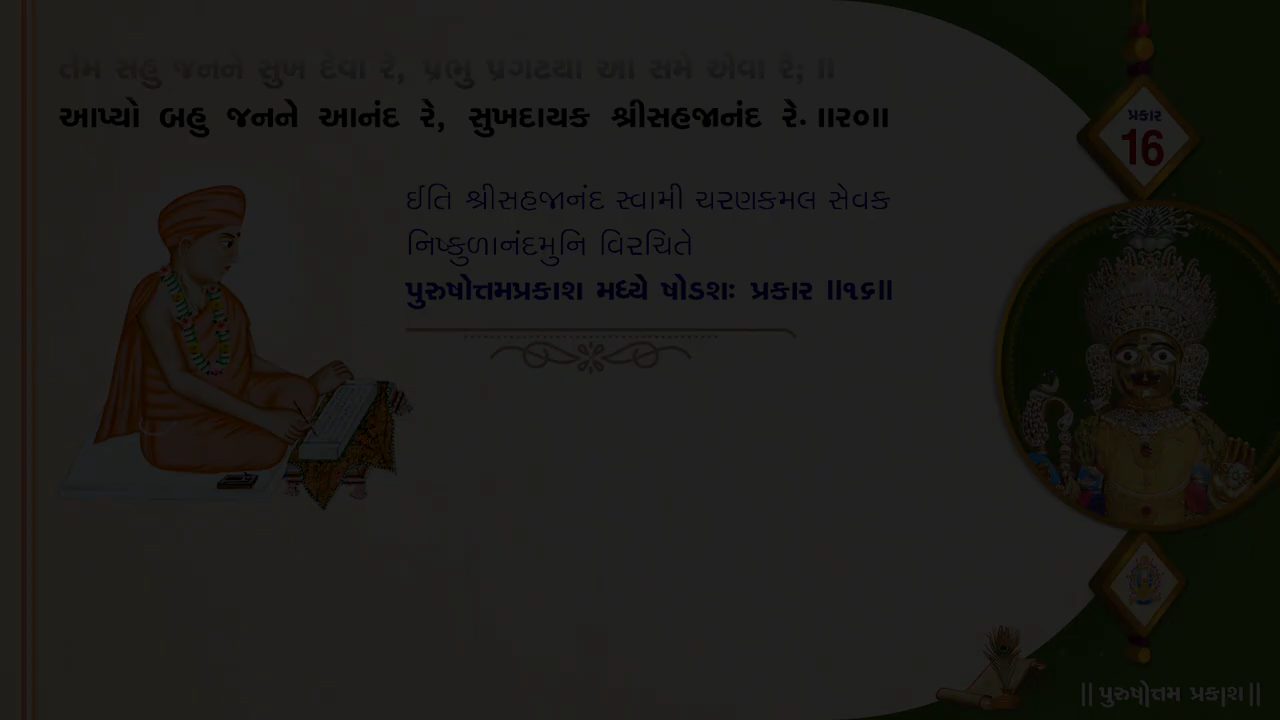 તેમ સહુ જનને સુખ દેવા રે, પ્રભુ પ્રગટયા આ સમે એવા રે; ॥
આપ્યો બહુ જનને આનંદ રે, સુખદાયક શ્રીસહજાનંદ રે. ॥૨૦॥
ઈતિ શ્રીસહજાનંદ સ્વામી ચરણકમલ સેવક
નિષ્કુળાનંદમુનિ વિરચિતે
પુરુષોત્તમપ્રકાશ મધ્યે ષોડશઃ પ્રકાર ॥૧૬॥
પ્રકાર
16
॥ પુરુષોત્તમ પ્રકાશ ॥